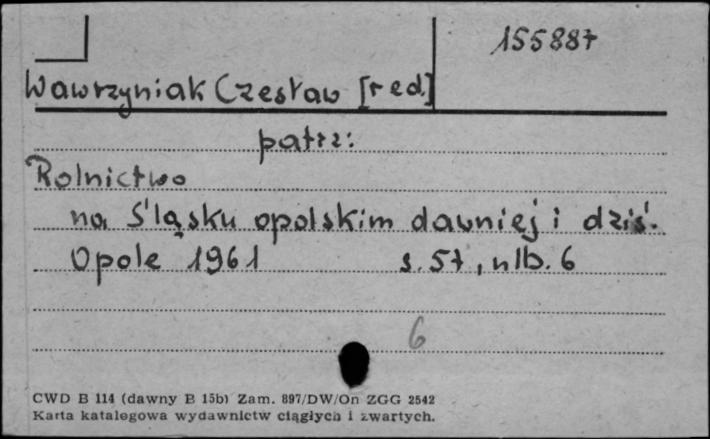 155887
Wawrzyniak Czesław [red.]
patrz:
Rolnictwo
na Śląsku opolskim dawniej i dziś.
Opole 1961 s. 57, nlb. 6
6
CWD B 114 (dawny B 15b) Zam. 897/DW/On ZGG 2542
Karta katalogowa wydawnictw ciągłych i zwartych.